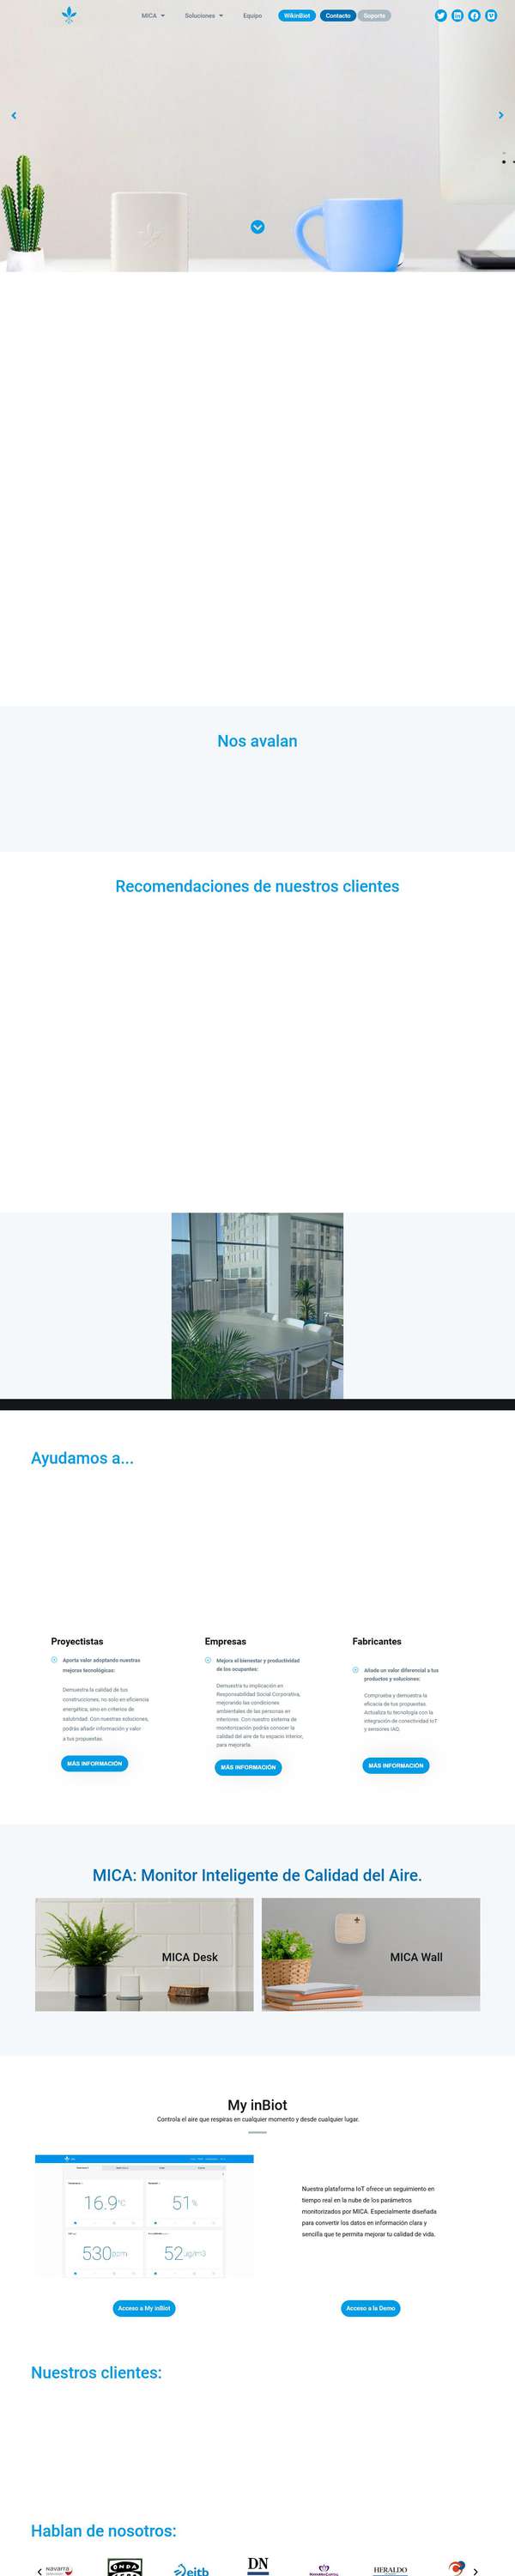 MICA
Soluciones
Equipo
WikinBiot
Contacto
Soporte
Nos avalan
Recomendaciones de nuestros clientes
Ayudamos a...
Proyectistas
Aporta valor adoptando nuestras
mejoras tecnológicas:
Demuestra la calidad de tus
construcciones, no solo en eficiencia
energética, sino en criterios de
salubridad. Con nuestras soluciones,
podrás añadir información y valor
a tus propuestas.
MÁS INFORMACIÓN
Empresas
Mejora el bienestar y productividad
de los ocupantes:
Demuestra tu implicación en
Responsabilidad Social Corporativa,
mejorando las condiciones
ambientales de las personas en
interiores. Con nuestro sistema de
monitorización podrás conocer la
calidad del aire de tu espacio interior,
para mejorarla.
MÁS INFORMACIÓN
Fabricantes
Añade un valor diferencial a tus
productos y soluciones:
Comprueba y demuestra la
eficacia de tus propuestas.
Actualiza tu tecnología con la
integración de conectividad IoT
y sensores IAQ.
MÁS INFORMACIÓN
MICA: Monitor Inteligente de Calidad del Aire.
MICA Desk
MICA Wall
My inBiot
Controla el aire que respiras en cualquier momento y desde cualquier lugar.
16.9 °C
51 %
530 ppm
52 ug/m3
Nuestra plataforma IoT ofrece un seguimiento en
tiempo real en la nube de los parámetros
monitorizados por MICA. Especialmente diseñada
para convertir los datos en información clara y
sencilla que te permita mejorar tu calidad de vida.
Acceso a My inBiot
Acceso a la Demo
Nuestros clientes:
Hablan de nosotros:
navarra
ONDA
eitb
DN
HERALDO